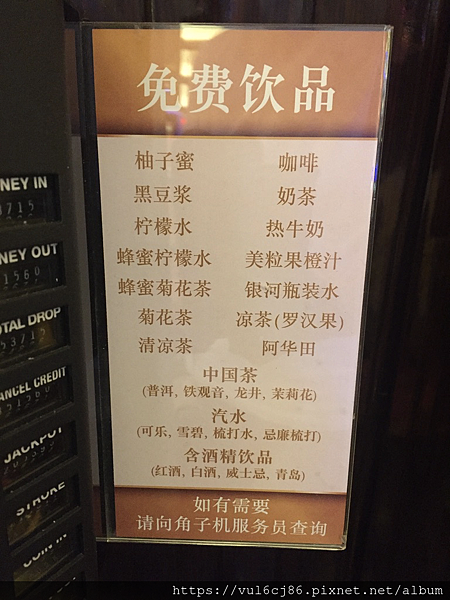 免费饮品
柚子蜜 咖啡
黑豆浆 奶茶
柠檬水 热牛奶
蜂蜜柠檬水 美粒果橙汁
蜂蜜菊花茶 银河瓶装水
菊花茶 凉茶(罗汉果)
清凉茶 阿华田
中国茶
(普洱, 铁观音, 龙井, 茉莉花)
汽水
(可乐, 雪碧, 梳打水, 忌廉梳打)
含酒精饮品
(红酒, 白酒, 威士忌, 青岛)
如有需要
请向角子机服务员查询
NEY IN
3715
NEY OUT
1560
OTAL DROP
53715
ANCEL CREDIT
JACKPOT
STROKE
COIN IN
https://vul6cj86.pixnet.net/album